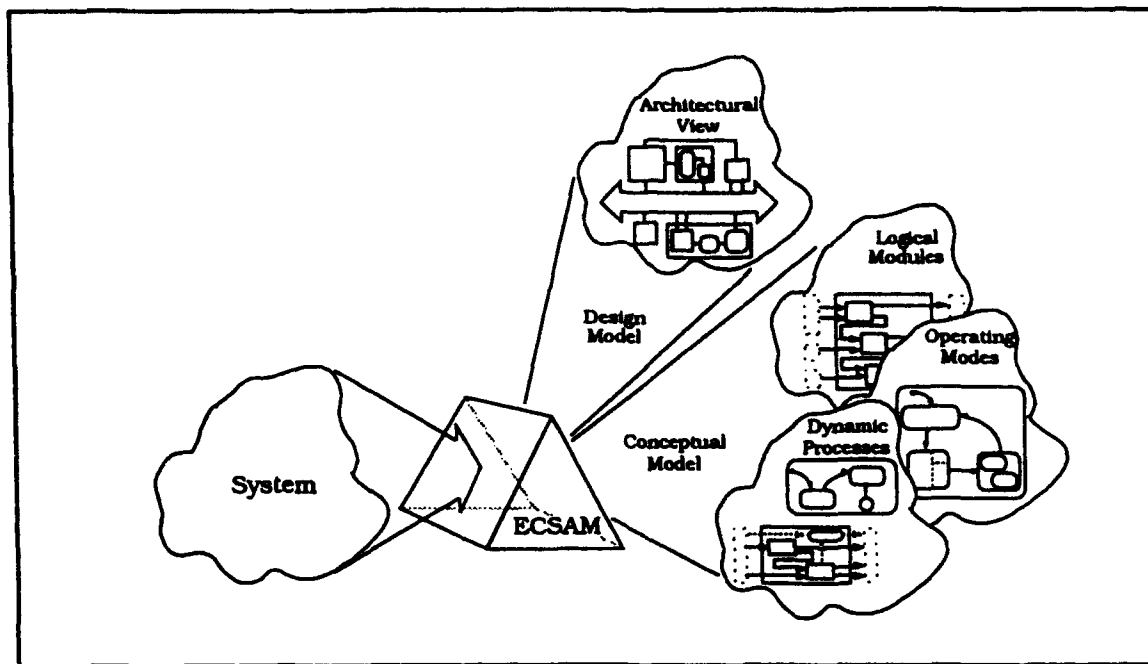 Architectural
View
Logical
Modules
Design
Model
Operating
Modes
Dynamic
Processes
Conceptual
Model
System
ECSAM